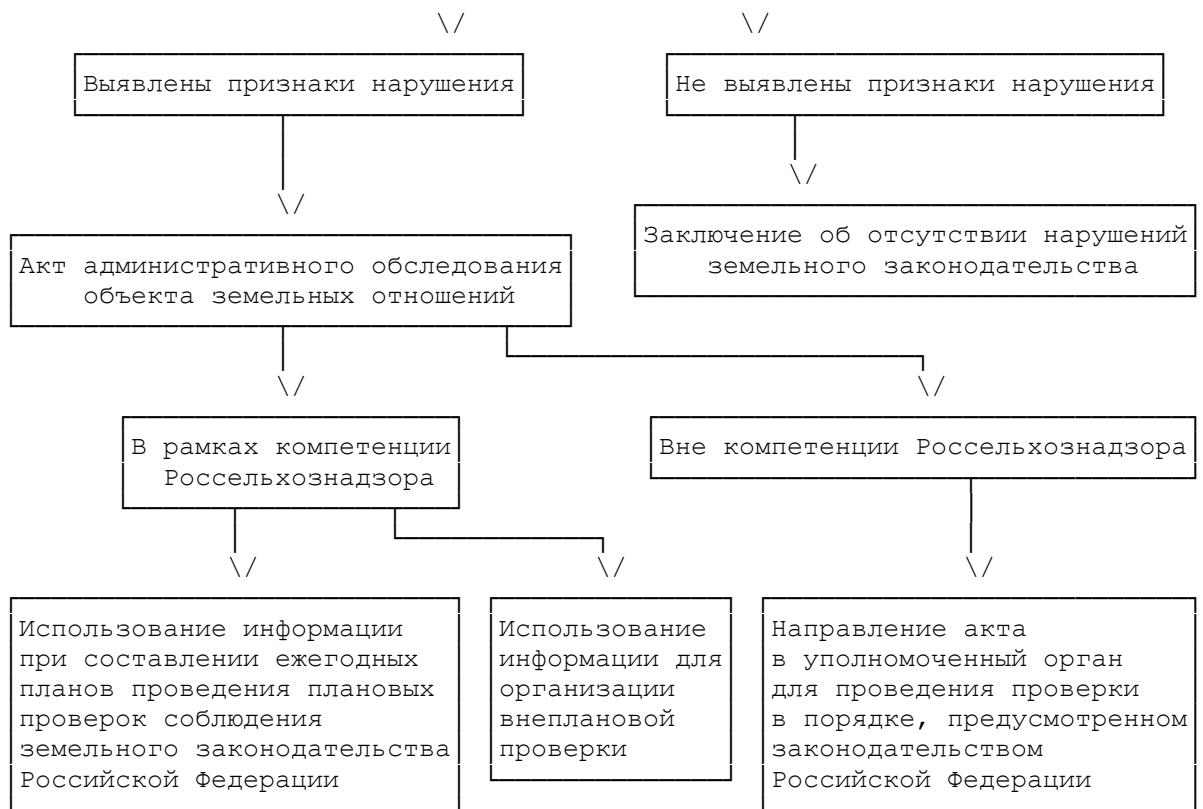 Выявлены признаки нарушения
Не выявлены признаки нарушения
Заключение об отсутствии нарушений
земельного законодательства
Акт административного обследования
объекта земельных отношений
В рамках компетенции
Россельхознадзора
Вне компетенции Россельхознадзора
Использование информации
при составлении ежегодных
планов проведения плановых
проверок соблюдения
земельного законодательства
Российской Федерации
Использование
информации для
организации
внеплановой
проверки
Направление акта
в уполномоченный орган
для проведения проверки
в порядке, предусмотренном
законодательством
Российской Федерации